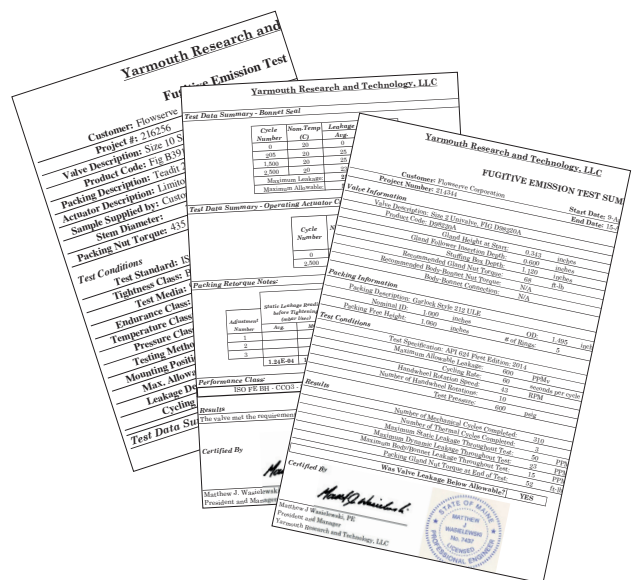 Yarmouth Research and
Fugitive Emission Test
Customer: Flowserve
Project #: 216256
Valve Description: Size 10 S
Product Code: Fig B39
Packing Description: Teadit 2
Actuator Description: Limito
Sample Supplied by: Custo
Stem Diameter:
Packing Nut Torque: 435
Test Conditions
Test Standard: IS
Tightness Class: B
Test Media:
Endurance Class:
Temperature Class
Pressure Class
Testing Metho
Mounting Positi
Max. Allowa
Leakage De
Cycling
Test Data Su
Yarmouth Research and Technology, LLC
Test Data Summary - Bonnet Seal
Cycle Number Nom.Temp (C) Leakage
Avg.
0 20 0
205 20 25
1,500 20 25
2,500 20
Maximum Leakage:
Maximum Allowable:
Test Data Summary - Operating Actuator C
Cycle Number
0
2,500
Packing Retorque Notes:
Adjustment Number Static Leakage Readi
before Tightening
Avg.
1
2
3
1.24E-04
Performance Class:
ISO FE BH - CCO3 -
Results
The valve met the requirement
Certified By
Matthew J. Wasielewsk
President and Manage
Yarmouth Research and Technology, LLC
FUGITIVE EMISSION TEST SUM
Customer: Flowserve Corporation
Project Number: 214344
Start Date: 9-A
End Date: 15-
Valve Information
Valve Description: Size 2 Univalve, FIG D98220A
Product Code: D98220A
Gland Height at Start: 0.343 inches
Gland Follower Insertion Depth: 0.600 inches
Stuffing Box Depth: 1.120 inches
Recommended Gland Nut Torque: 68 ft-lb
Recommended Body-Bonnet Nut Torque: N/A
Body-Bonnet Connection: N/A
Packing Information
Packing Description: Garlock Style 212 ULE
Nominal ID: 1.000 inches
OD: 1.495 inch
Packing Free Height: 1.660 inches
# of Rings: 5
Test Conditions
Test Specification: API 624 First Edition: 2014
Maximum Allowable Leakage: 600 PPMv
Cycling Rate: 60 seconds per cycle
Handwheel Rotation Speed: 43 RPM
Number of Handwheel Rotations: 10
Test Pressure: 600 psig
Results
Number of Mechanical Cycles Completed: 310
Number of Thermal Cycles Completed: 3
Maximum Static Leakage Throughout Test: 50 PPM
Maximum Dynamic Leakage Throughout Test: 23 PPM
Maximum Body/Bonnet Leakage Throughout Test: 15 PPM
Packing Gland Nut Torque at End of Test: 52 ft-lb
Was Valve Leakage Below Allowable? YES
Certified By
Matthew J Wasielewski, PE
President and Manager
Yarmouth Research and Technology, LLC
STATE OF MAINE
MATTHEW
J
WASIELEWSKI
No. 7437
LICENSED
PROFESSIONAL ENGINEER